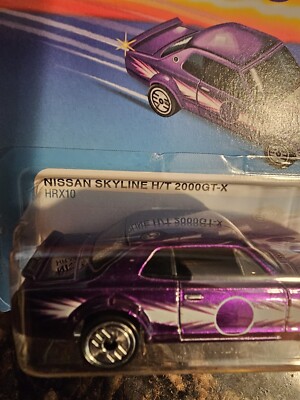 NISSAN SKYLINE H/T 2000GT-X
HRX10